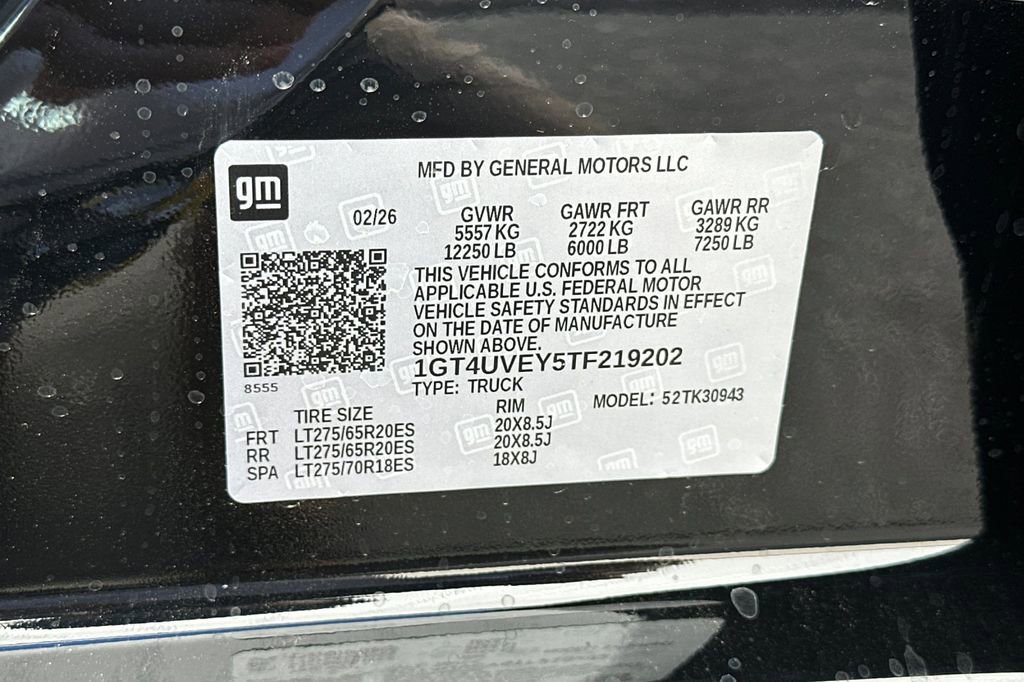 gm
MFD BY GENERAL MOTORS LLC
02/26
GVWR GAWR FRT GAWR RR
5557 KG 2722 KG 3289 KG
12250 LB 6000 LB 7250 LB
THIS VEHICLE CONFORMS TO ALL
APPLICABLE U.S. FEDERAL MOTOR
VEHICLE SAFETY STANDARDS IN EFFECT
ON THE DATE OF MANUFACTURE
SHOWN ABOVE.
8555
1GT4UVEY5TF219202
TYPE: TRUCK
MODEL: 52TK30943
TIRE SIZE RIM
FRT LT275/65R20ES 20X8.5J
RR LT275/65R20ES 20X8.5J
SPA LT275/70R18ES 18X8J